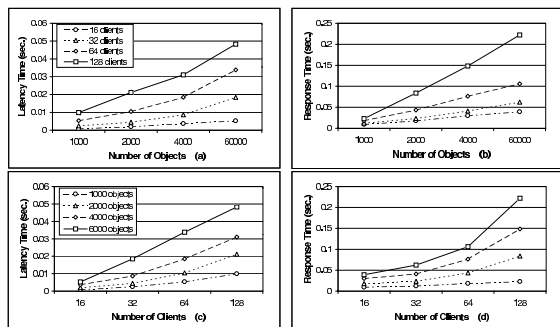 0.06
0.05
0.04
0.03
0.02
0.01
0
Latency Time (sec.)
16 clients
32 clients
64 clients
128 clients
1000 2000 4000 60000
Number of Objects (a)
0.25
0.2
0.15
0.1
0.05
0
Response Time (sec.)
1000 2000 4000 60000
Number of Objects (b)
0.06
0.05
0.04
0.03
0.02
0.01
0
Latency Time (sec.)
1000 objects
2000 objects
4000 objects
6000 objects
16 32 64 128
Number of Clients (c)
0.25
0.2
0.15
0.1
0.05
0
Response Time (sec.)
16 32 64 128
Number of Clients (d)